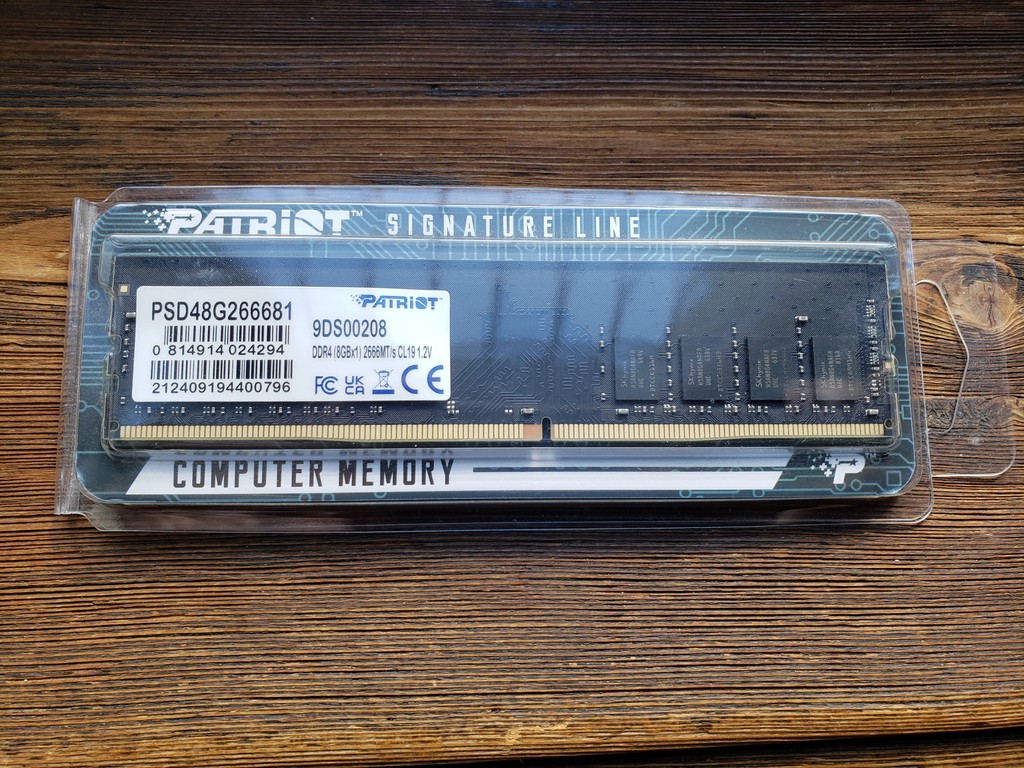 PATRIOT™ SIGNATURE LINE
PATRIOT
PSD48G266681
9DS00208
0 814914 024294
DDR4 (8GBx1) 2666MT/s CL19 1.2V
212409194400796
FC UK CA CE
COMPUTER MEMORY
P